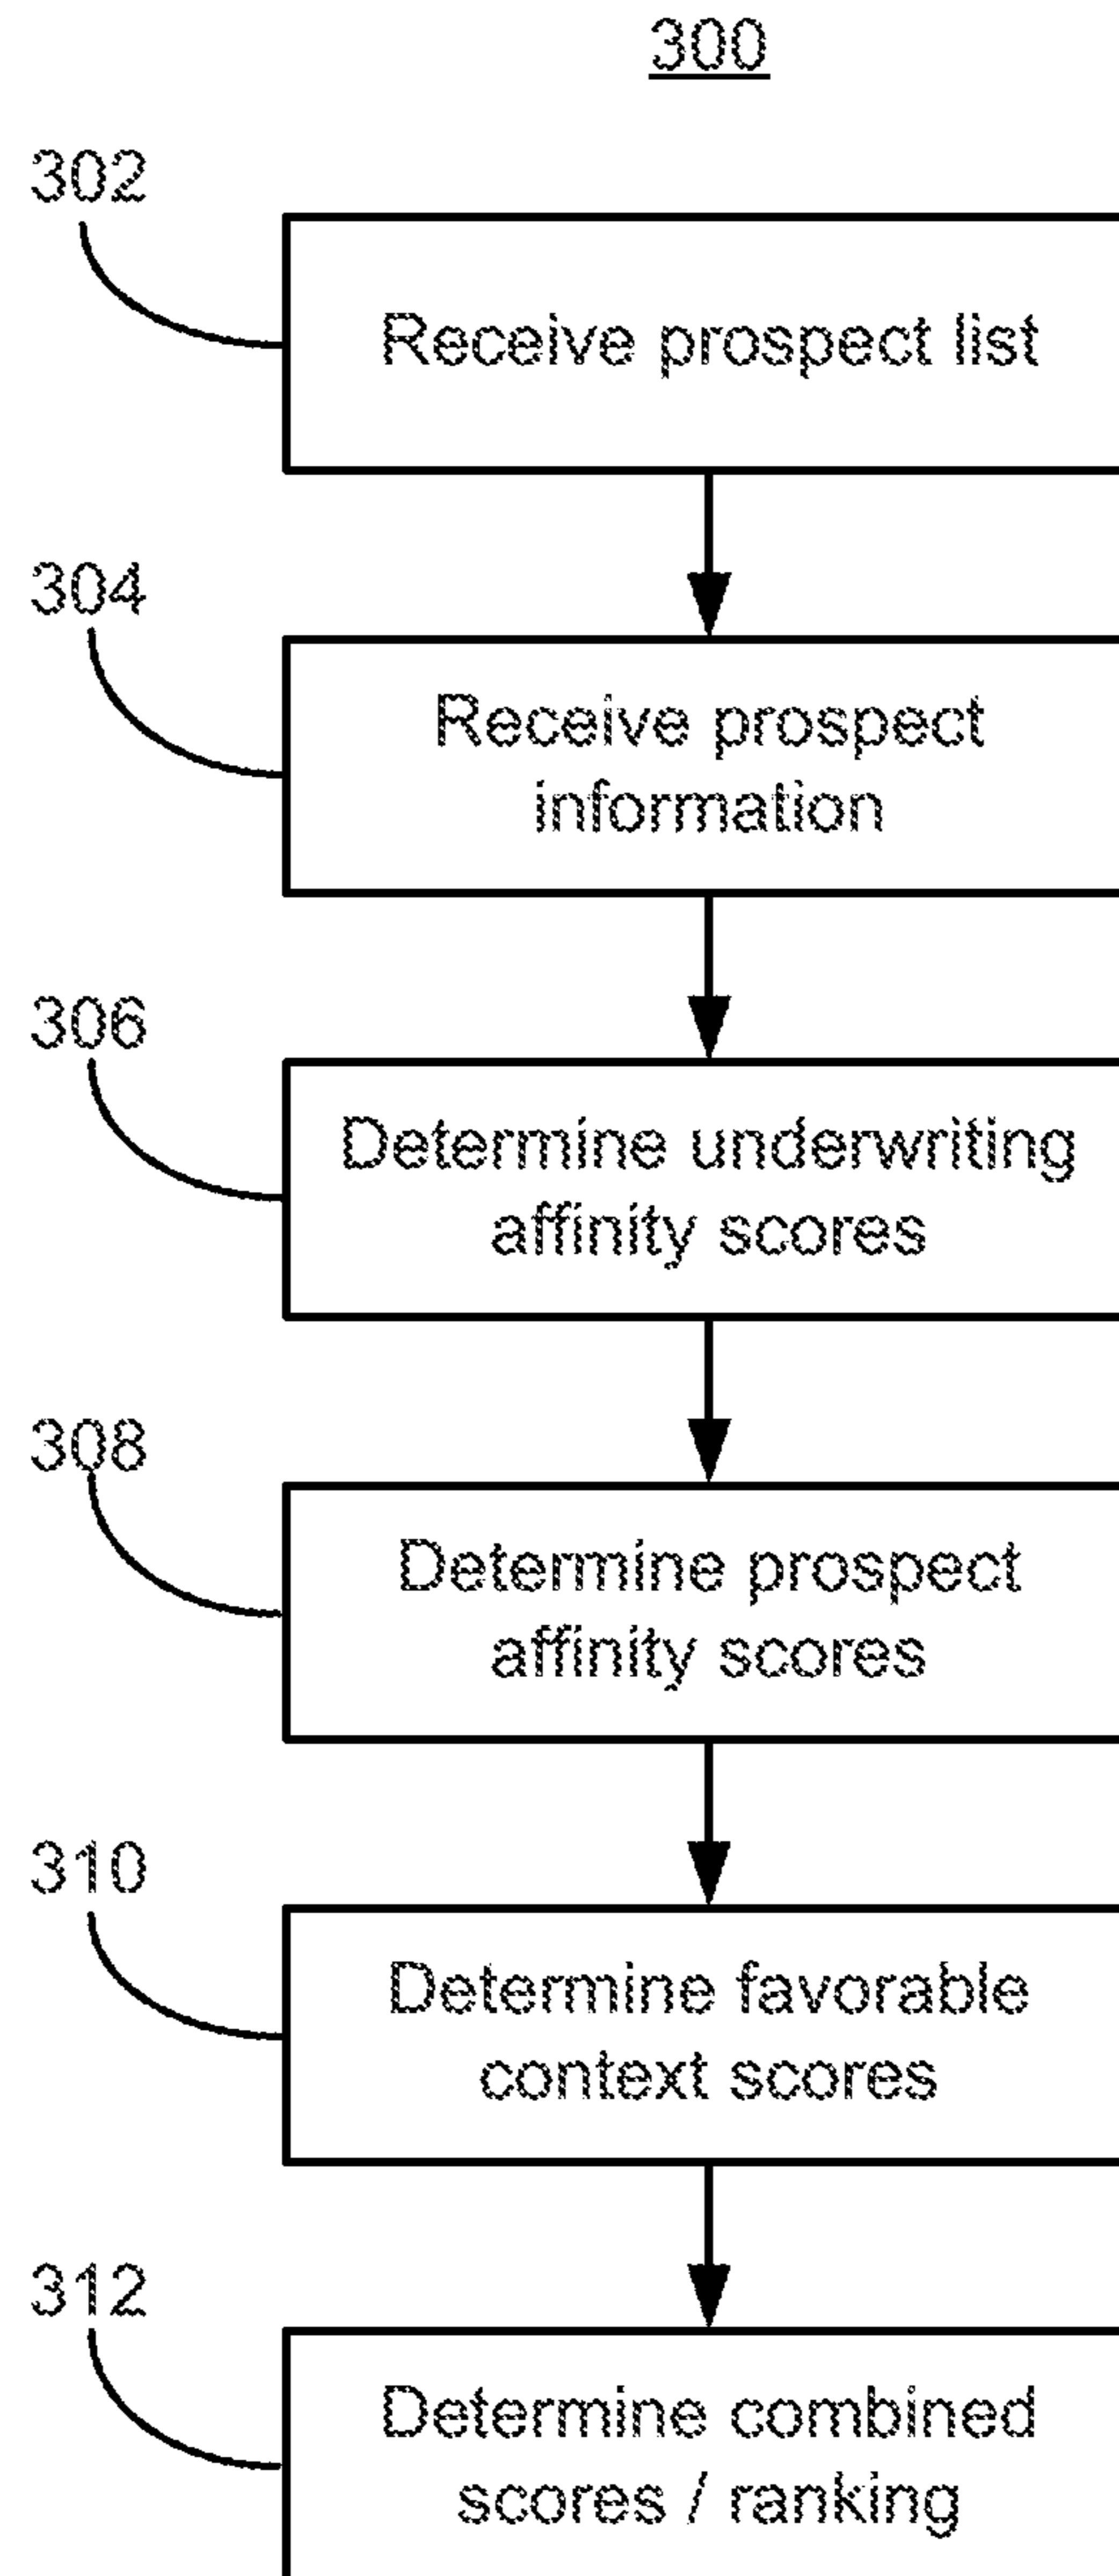 300
302
Receive prospect list
304
Receive prospect
information
306
Determine underwriting
affinity scores
308
Determine prospect
affinity scores
310
Determine favorable
context scores
312
Determine combined
scores / ranking